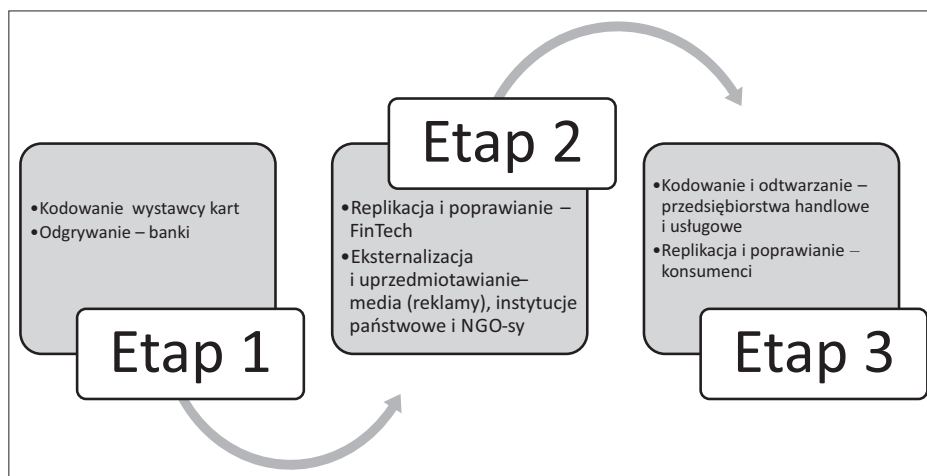 Etap 1
•Kodowanie  wystawcy kart
•Odgrywanie – banki
Etap 2
•Replikacja i poprawianie –
FinTech
•Eksternalizacja
i uprzedmiotawianie–
media (reklamy), instytucje
państwowe i NGO-sy
Etap 3
•Kodowanie i odtwarzanie –
przedsiębiorstwa handlowe
i usługowe
•Replikacja i poprawianie –
konsumenci